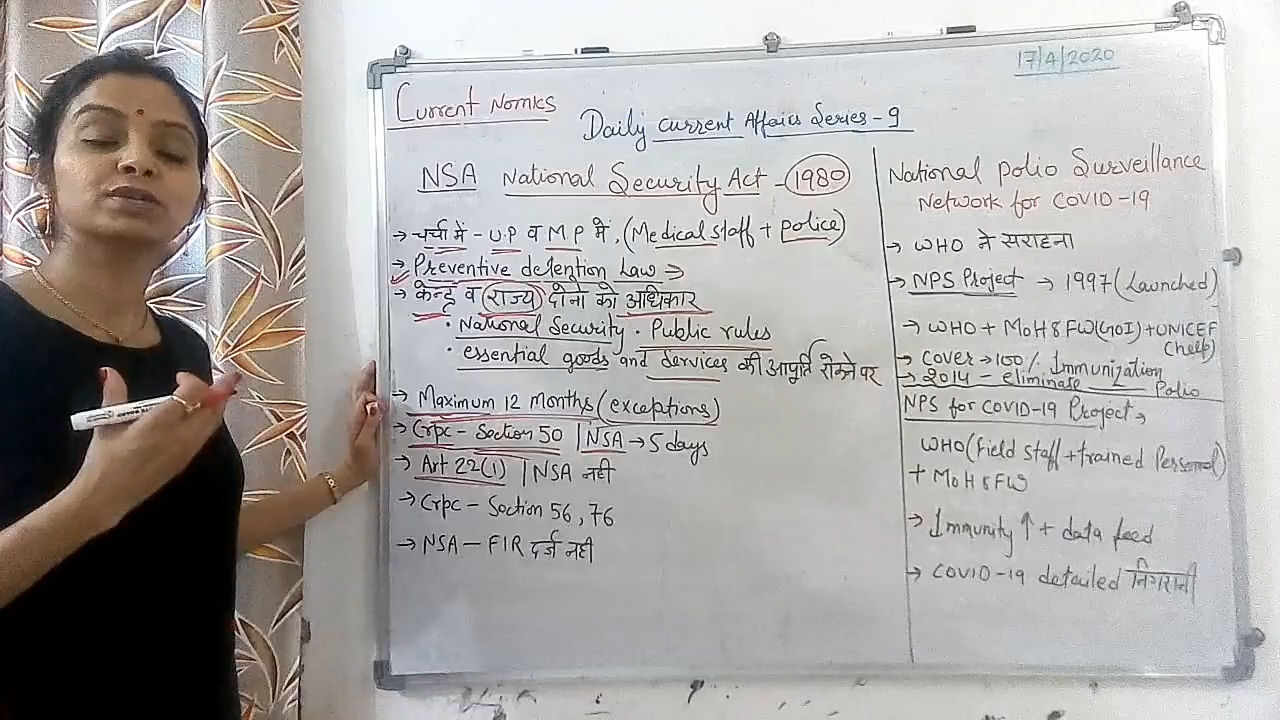 17/4/2020
Current Nomics
Daily current Affairs Series - 9
NSA National Security Act - 1980
→ चर्चा में - U.P व M P में, (Medical staff + police)
→ Preventive detention Law ⇒
→ केन्द्र व राज्य दोनो को अधिकार
· National Security · Public rules
· essential goods and services की आपूर्ति रोकने पर
→ Maximum 12 months (exceptions)
→ Crpc - Section 50 | NSA → 5 days
→ Art 22(1) | NSA नही
→ Crpc - Section 56, 76
→ NSA - FIR दर्ज नही
National Polio Surveillance
Network for COVID-19
→ WHO ने सराहना
→ NPS Project → 1997 (Launched)
→ WHO + MoH&FW(GOI) + UNICEF
(help)
→ Cover → 100 % Immunization
→ 2014 - eliminate Polio
NPS for COVID-19 Project →
WHO (field staff + trained Personnal)
+ MoH&FW
→ Immunity ↑ + data feed
→ COVID-19 detailed निगरानी